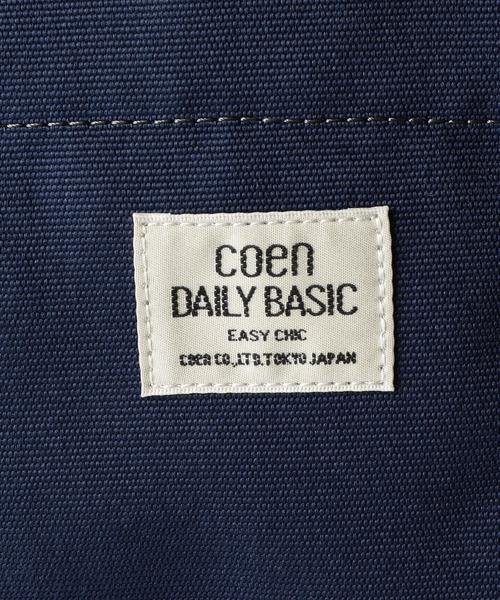 coen
DAILY BASIC
EASY CHIC
COEN CO.,LTD.TOKYO JAPAN